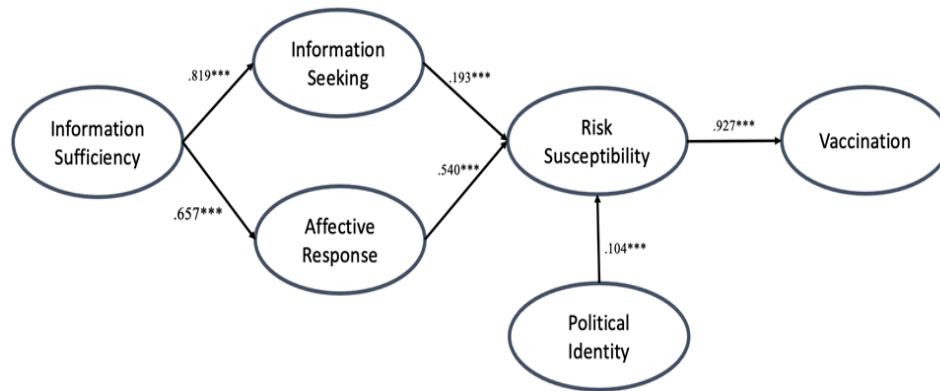 Information
Seeking
.819***
.193***
Information
Sufficiency
Risk
Susceptibility
.927***
Vaccination
.657***
.540***
Affective
Response
.104***
Political
Identity